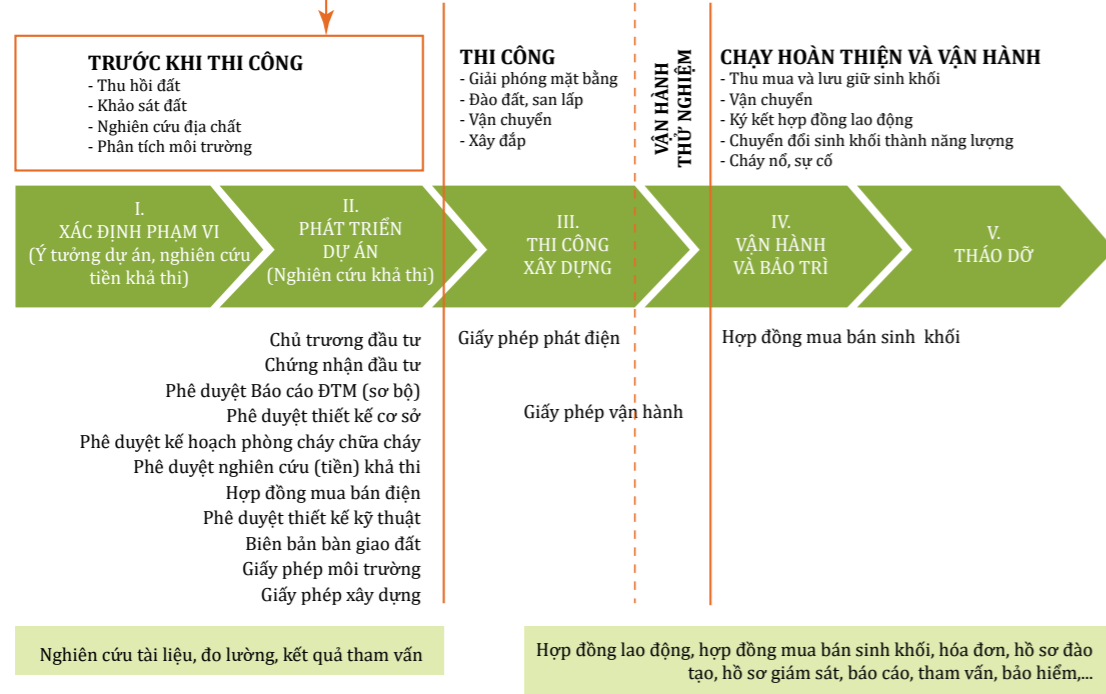 TRƯỚC KHI THI CÔNG
- Thu hồi đất
- Khảo sát đất
- Nghiên cứu địa chất
- Phân tích môi trường
THI CÔNG
- Giải phóng mặt bằng
- Đào đất, san lấp
- Vận chuyển
- Xây đắp
VẬN HÀNH
THỬ NGHIỆM
CHẠY HOÀN THIỆN VÀ VẬN HÀNH
- Thu mua và lưu giữ sinh khối
- Vận chuyển
- Ký kết hợp đồng lao động
- Chuyển đổi sinh khối thành năng lượng
- Cháy nổ, sự cố
I.
XÁC ĐỊNH PHẠM VI
(Ý tưởng dự án, nghiên cứu
tiền khả thi)
II.
PHÁT TRIỂN
DỰ ÁN
(Nghiên cứu khả thi)
III.
THI CÔNG
XÂY DỰNG
IV.
VẬN HÀNH
VÀ BẢO TRÌ
V.
THÁO DỠ
Chủ trương đầu tư
Chứng nhận đầu tư
Phê duyệt Báo cáo ĐTM (sơ bộ)
Phê duyệt thiết kế cơ sở
Phê duyệt kế hoạch phòng cháy chữa cháy
Phê duyệt nghiên cứu (tiền) khả thi
Hợp đồng mua bán điện
Phê duyệt thiết kế kỹ thuật
Biên bản bàn giao đất
Giấy phép môi trường
Giấy phép xây dựng
Giấy phép phát điện
Giấy phép vận hành
Hợp đồng mua bán sinh khối
Nghiên cứu tài liệu, đo lường, kết quả tham vấn
Hợp đồng lao động, hợp đồng mua bán sinh khối, hóa đơn, hồ sơ đào
tạo, hồ sơ giám sát, báo cáo, tham vấn, bảo hiểm,...